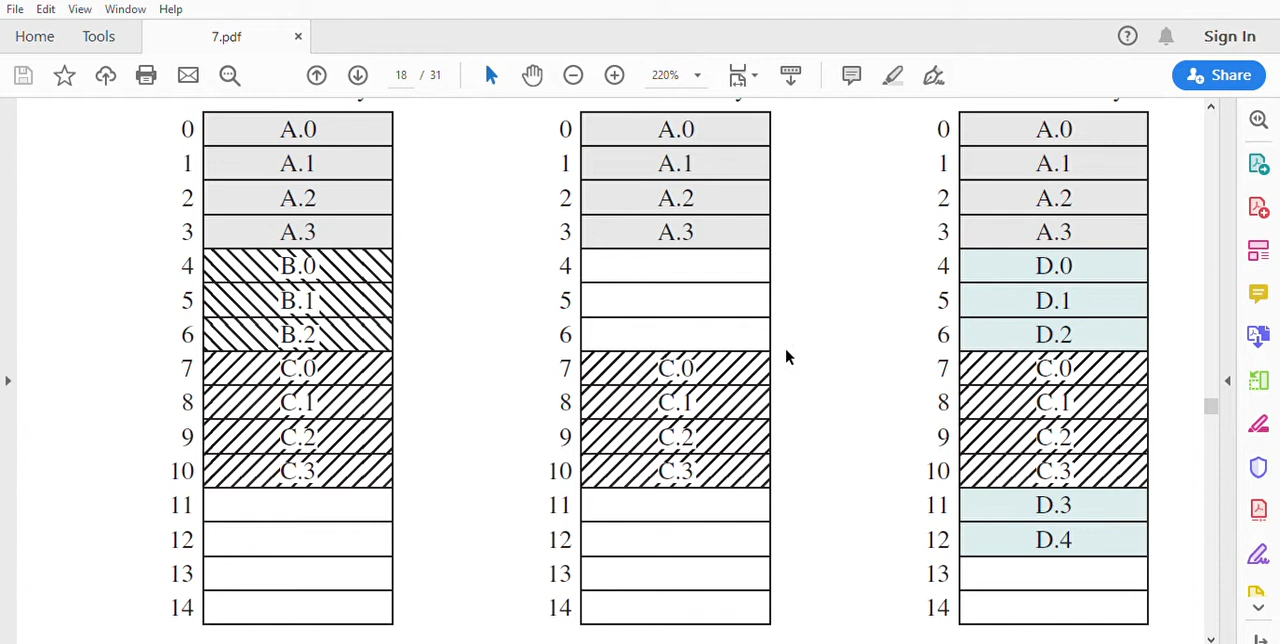 File Edit View Window Help
Home Tools 7.pdf × ? Sign In
18 / 31 220% Share
0 A.0 0 A.0 0 A.0
1 A.1 1 A.1 1 A.1
2 A.2 2 A.2 2 A.2
3 A.3 3 A.3 3 A.3
4 B.0 4 4 D.0
5 B.1 5 5 D.1
6 B.2 6 6 D.2
7 C.0 7 C.0 7 C.0
8 C.1 8 C.1 8 C.1
9 C.2 9 C.2 9 C.2
10 C.3 10 C.3 10 C.3
11 11 11 D.3
12 12 12 D.4
13 13 13
14 14 14